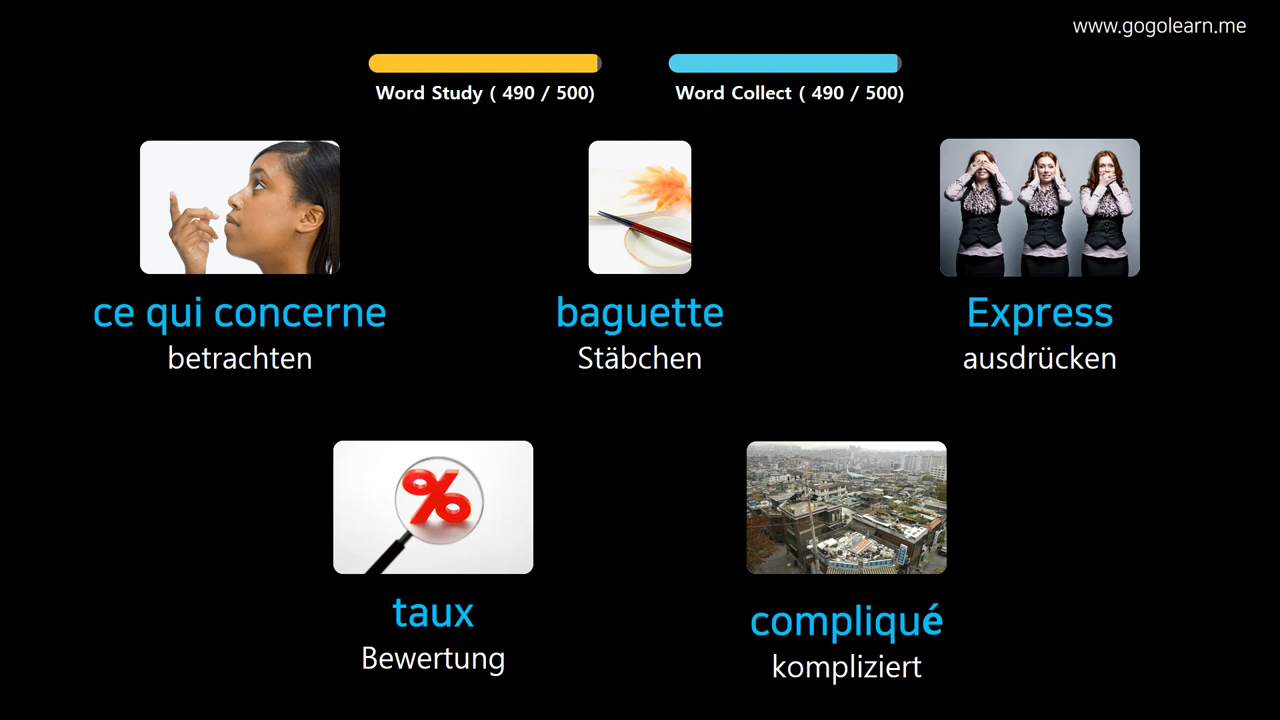 www.gogolearn.me
Word Study ( 490 / 500)
Word Collect ( 490 / 500)
ce qui concerne
betrachten
baguette
Stäbchen
Express
ausdrücken
taux
Bewertung
compliqué
kompliziert